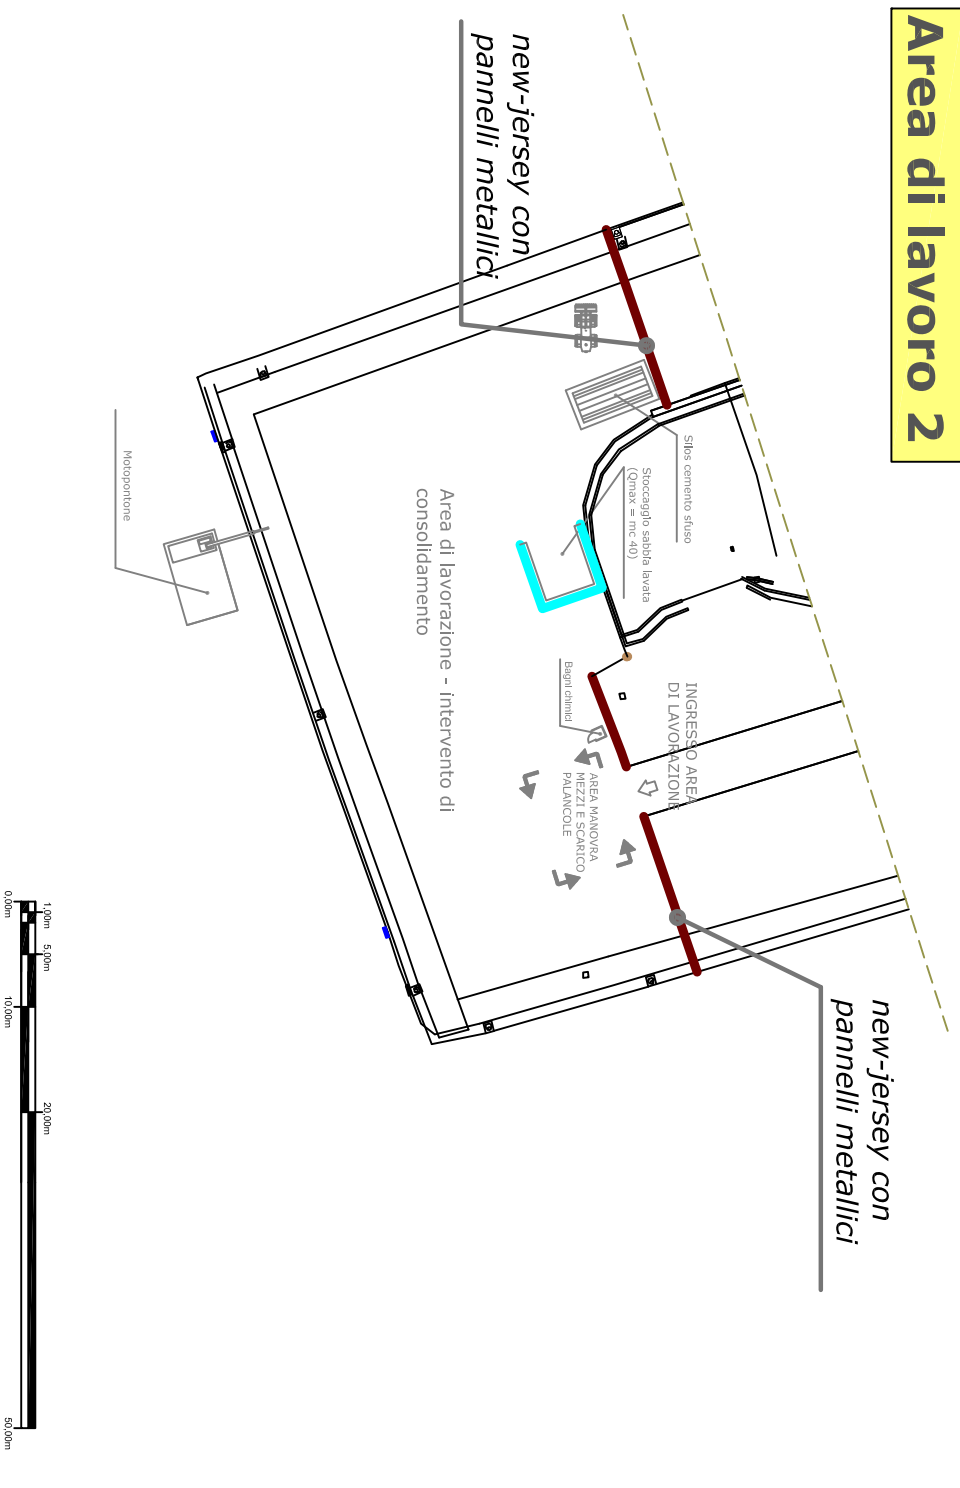 Area di lavoro 2
new-jersey con
pannelli metallici
Silos cemento sfuso
Stoccaggio sabbia lavata
(Qmax = mc 40)
Motopontone
Area di lavorazione - intervento di
consolidamento
Bagni chimici
INGRESSO AREA
DI LAVORAZIONE
AREA MANOVRA
MEZZI E SCARICO
PALANCOLE
new-jersey con
pannelli metallici
0,00m
1,00m
5,00m
10,00m
20,00m
50,00m